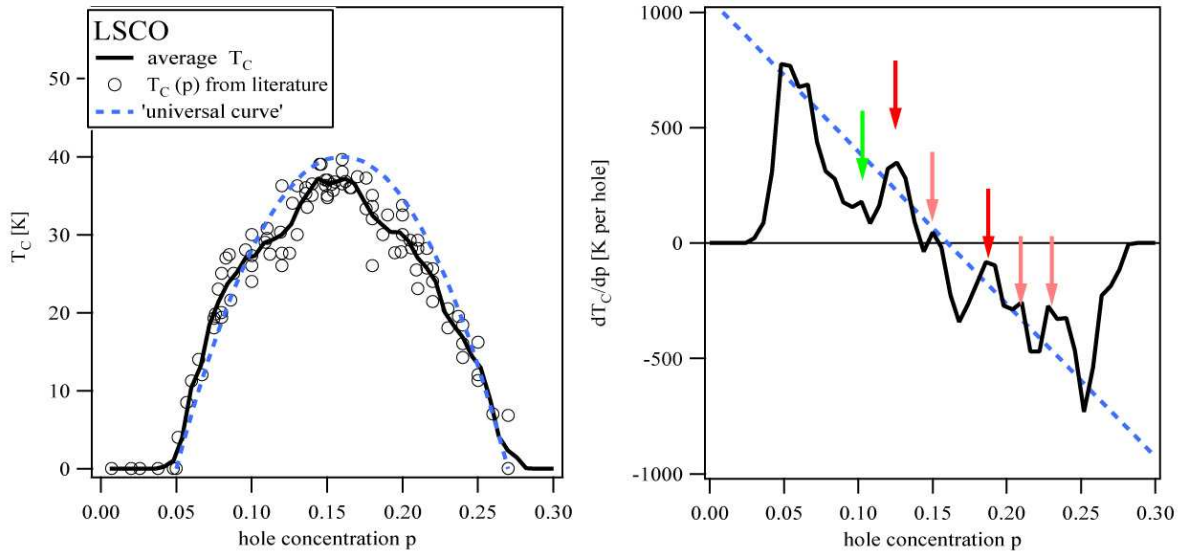 LSCO
average T_C
T_C (p) from literature
'universal curve'
50
40
30
20
10
0
T_C [K]
0.00 0.05 0.10 0.15 0.20 0.25 0.30
hole concentration p
1000
500
0
-500
-1000
dT_C/dp [K per hole]
0.00 0.05 0.10 0.15 0.20 0.25 0.30
hole concentration p